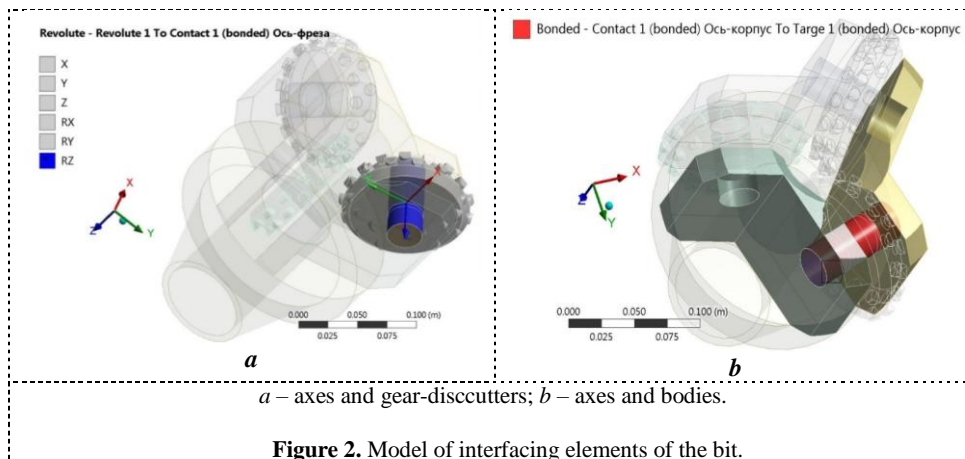 Revolute - Revolute 1 To Contact 1 (bonded) Ось-фреза
X
Y
Z
RX
RY
RZ
X
Z
Y
X
0.000 0.050 0.100 (m)
0.025 0.075
a
Bonded - Contact 1 (bonded) Ось-корпус To Targe 1 (bonded) Ось-корпус
X
Z
Y
0.000 0.050 0.100 (m)
0.025 0.075
b
a – axes and gear-disccutters; b – axes and bodies.
Figure 2. Model of interfacing elements of the bit.